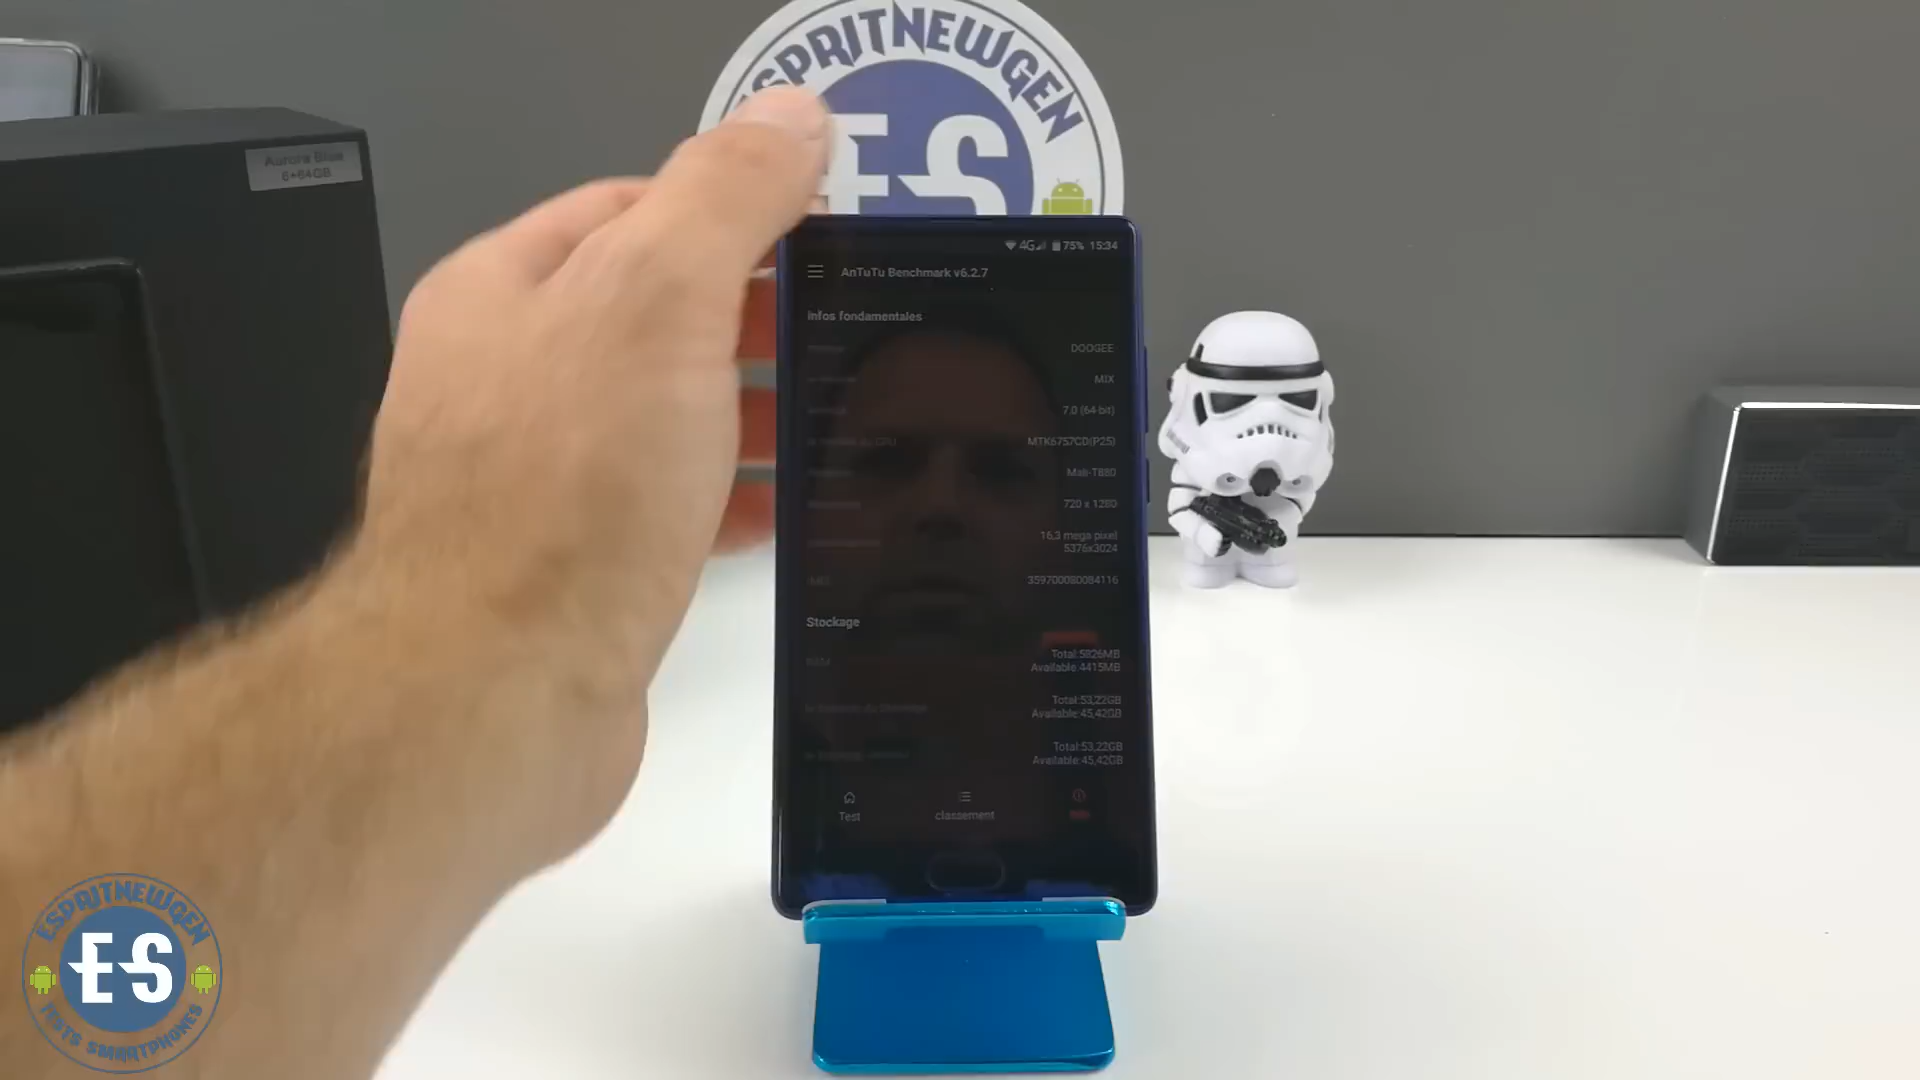 ESPRITNEWGEN
ES
Aurora Blue
6+64GB
4G 75% 15:34
AnTuTu Benchmark v6.2.7
Infos fondamentales
DOOGEE
MIX
7.0 (64-bit)
MTK6757CD(P25)
Mali-T880
720 x 1280
16,3 mega pixel
5376x3024
359700080084116
Stockage
Total:5826MB
RAM
Available:4415MB
Total:53,22GB
Available:45,42GB
Total:53,22GB
Available:45,42GB
Test
classement
ESPRITNEWGEN
ES
TESTS SMARTPHONES